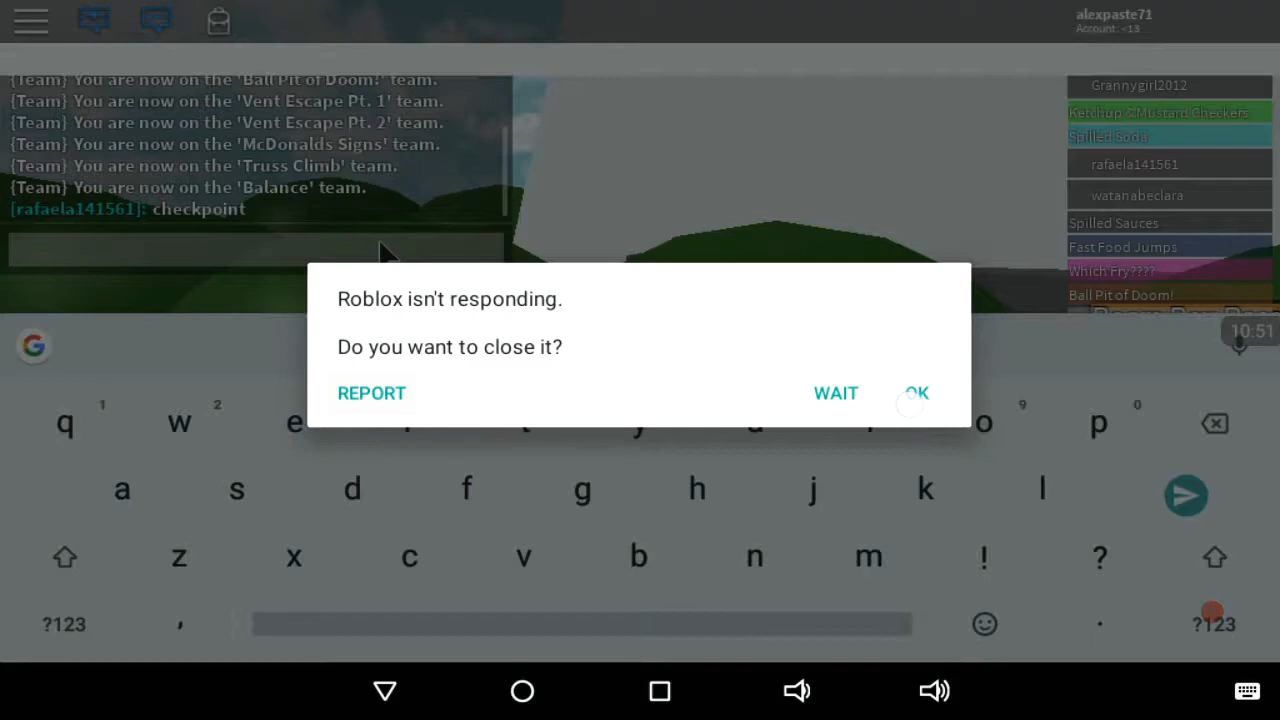 alexpaste71
Account: <13
{Team} You are now on the 'Ball Pit of Doom!' team.
{Team} You are now on the 'Vent Escape Pt. 1' team.
{Team} You are now on the 'Vent Escape Pt. 2' team.
{Team} You are now on the 'McDonalds Signs' team.
{Team} You are now on the 'Truss Climb' team.
{Team} You are now on the 'Balance' team.
[rafaela141561]: checkpoint
Grannygirl2012
Ketchup & Mustard Checkers
Spilled Soda
rafaela141561
watanabeclara
Spilled Sauces
Fast Food Jumps
Which Fry????
Ball Pit of Doom!
10:51
Roblox isn't responding.
Do you want to close it?
REPORT WAIT OK
1 2 9 0
q w e y o p
a s d f g h j k l
z x c v b n m ! ?
?123 , . ?123